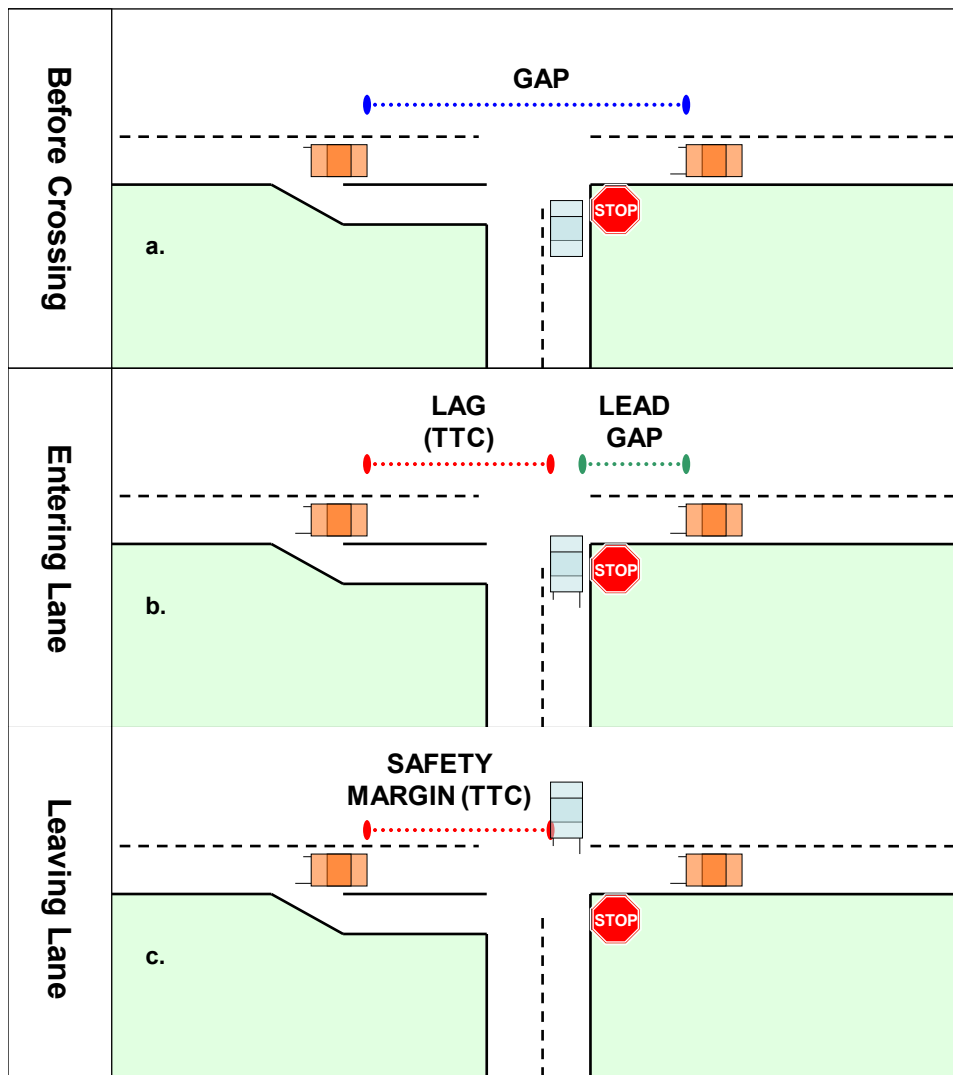 Before Crossing
GAP
STOP
a.
Entering Lane
LAG
(TTC)
LEAD
GAP
STOP
b.
Leaving Lane
SAFETY
MARGIN (TTC)
STOP
c.